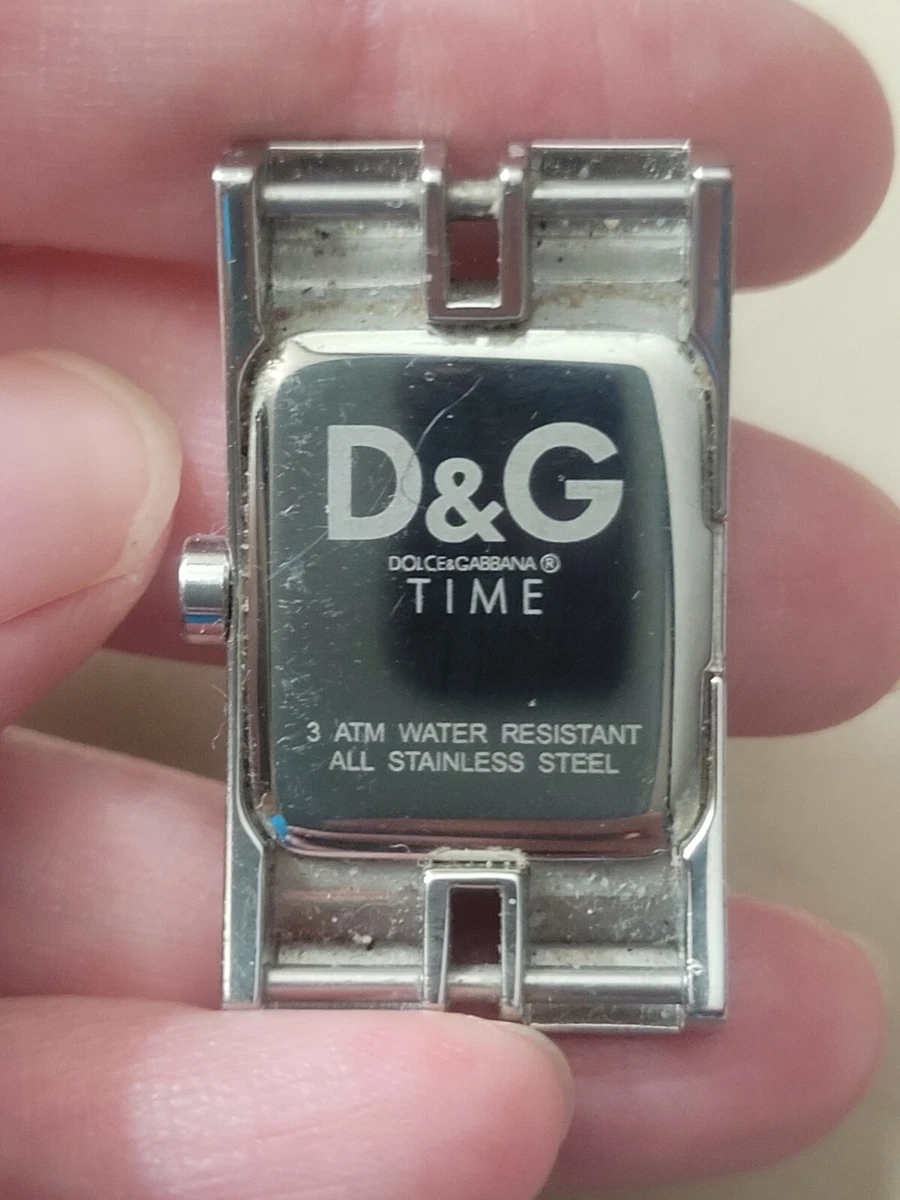 D&G
DOLCE&GABBANA ®
TIME
3 ATM WATER RESISTANT
ALL STAINLESS STEEL